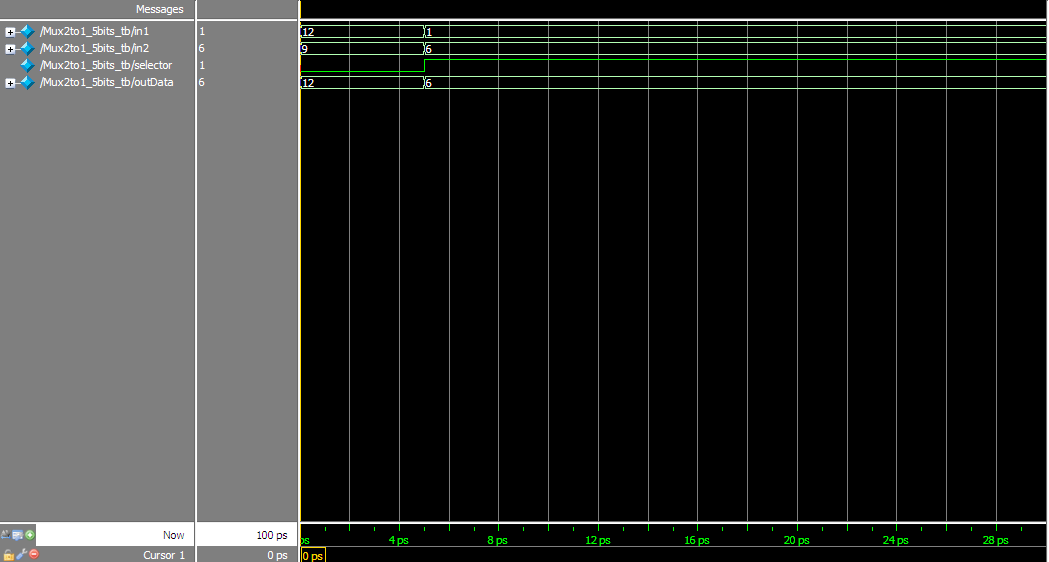 Messages
/Mux2to1_5bits_tb/in1 1 12 1
/Mux2to1_5bits_tb/in2 6 9 6
/Mux2to1_5bits_tb/selector 1
/Mux2to1_5bits_tb/outData 6 12 6
Now 100 ps ps 4 ps 8 ps 12 ps 16 ps 20 ps 24 ps 28 ps
Cursor 1 0 ps 0 ps